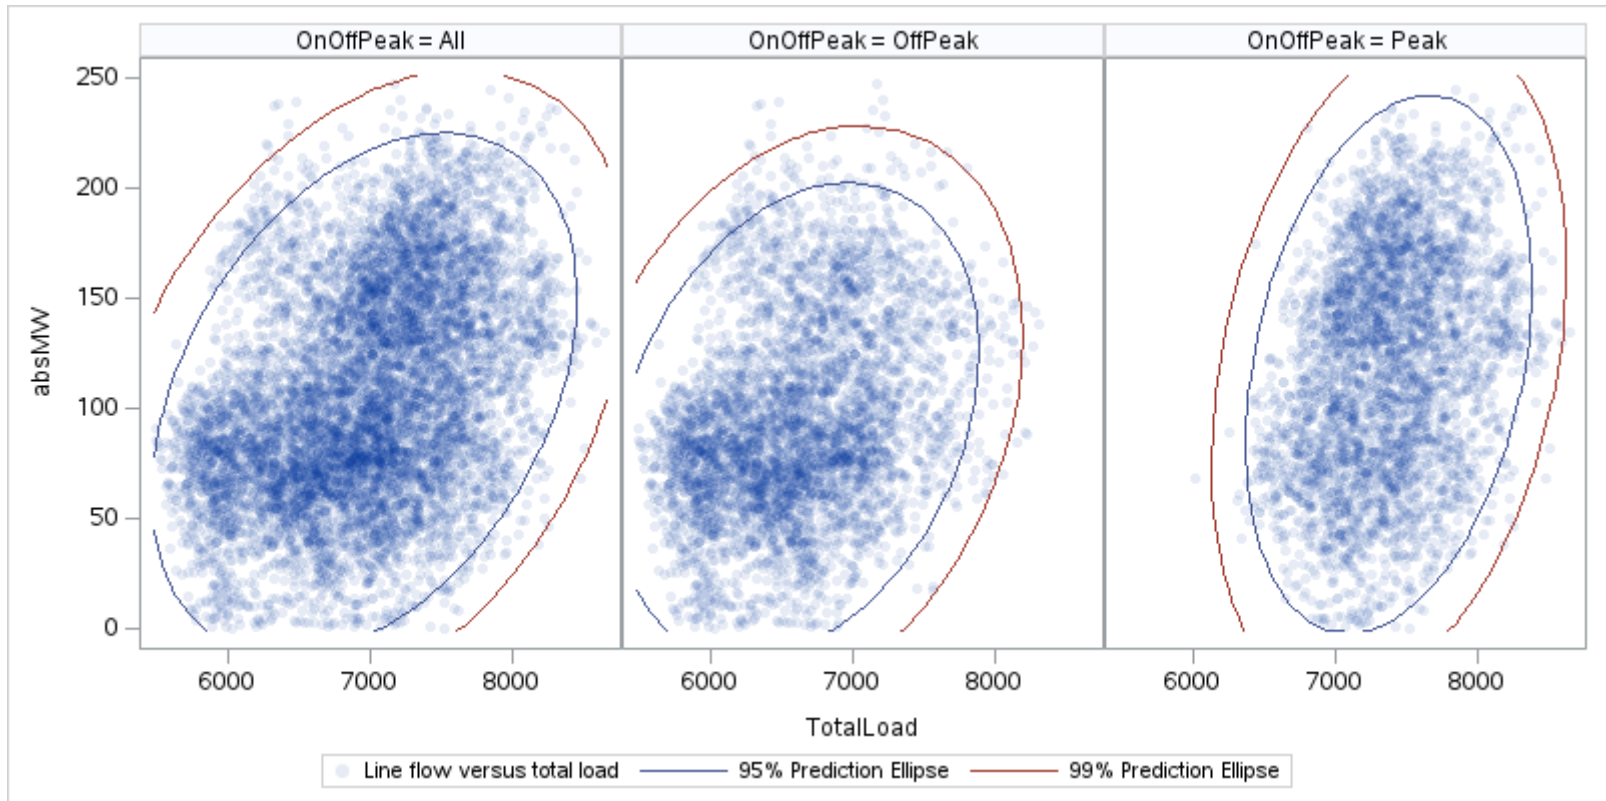 OnOffPeak = All OnOffPeak = OffPeak OnOffPeak = Peak
250
200
150
100
50
0
absMW
6000 7000 8000 6000 7000 8000 6000 7000 8000
TotalLoad
Line flow versus total load 95% Prediction Ellipse 99% Prediction Ellipse